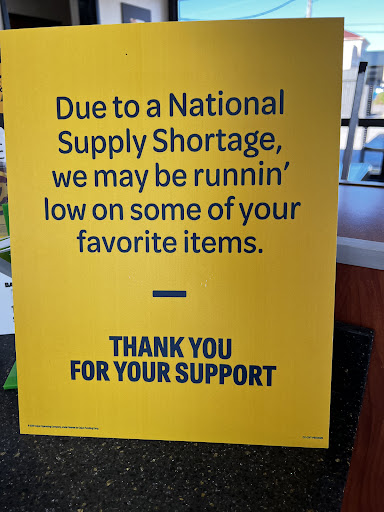 Due to a National
Supply Shortage,
we may be runnin’
low on some of your
favorite items.
THANK YOU
FOR YOUR SUPPORT